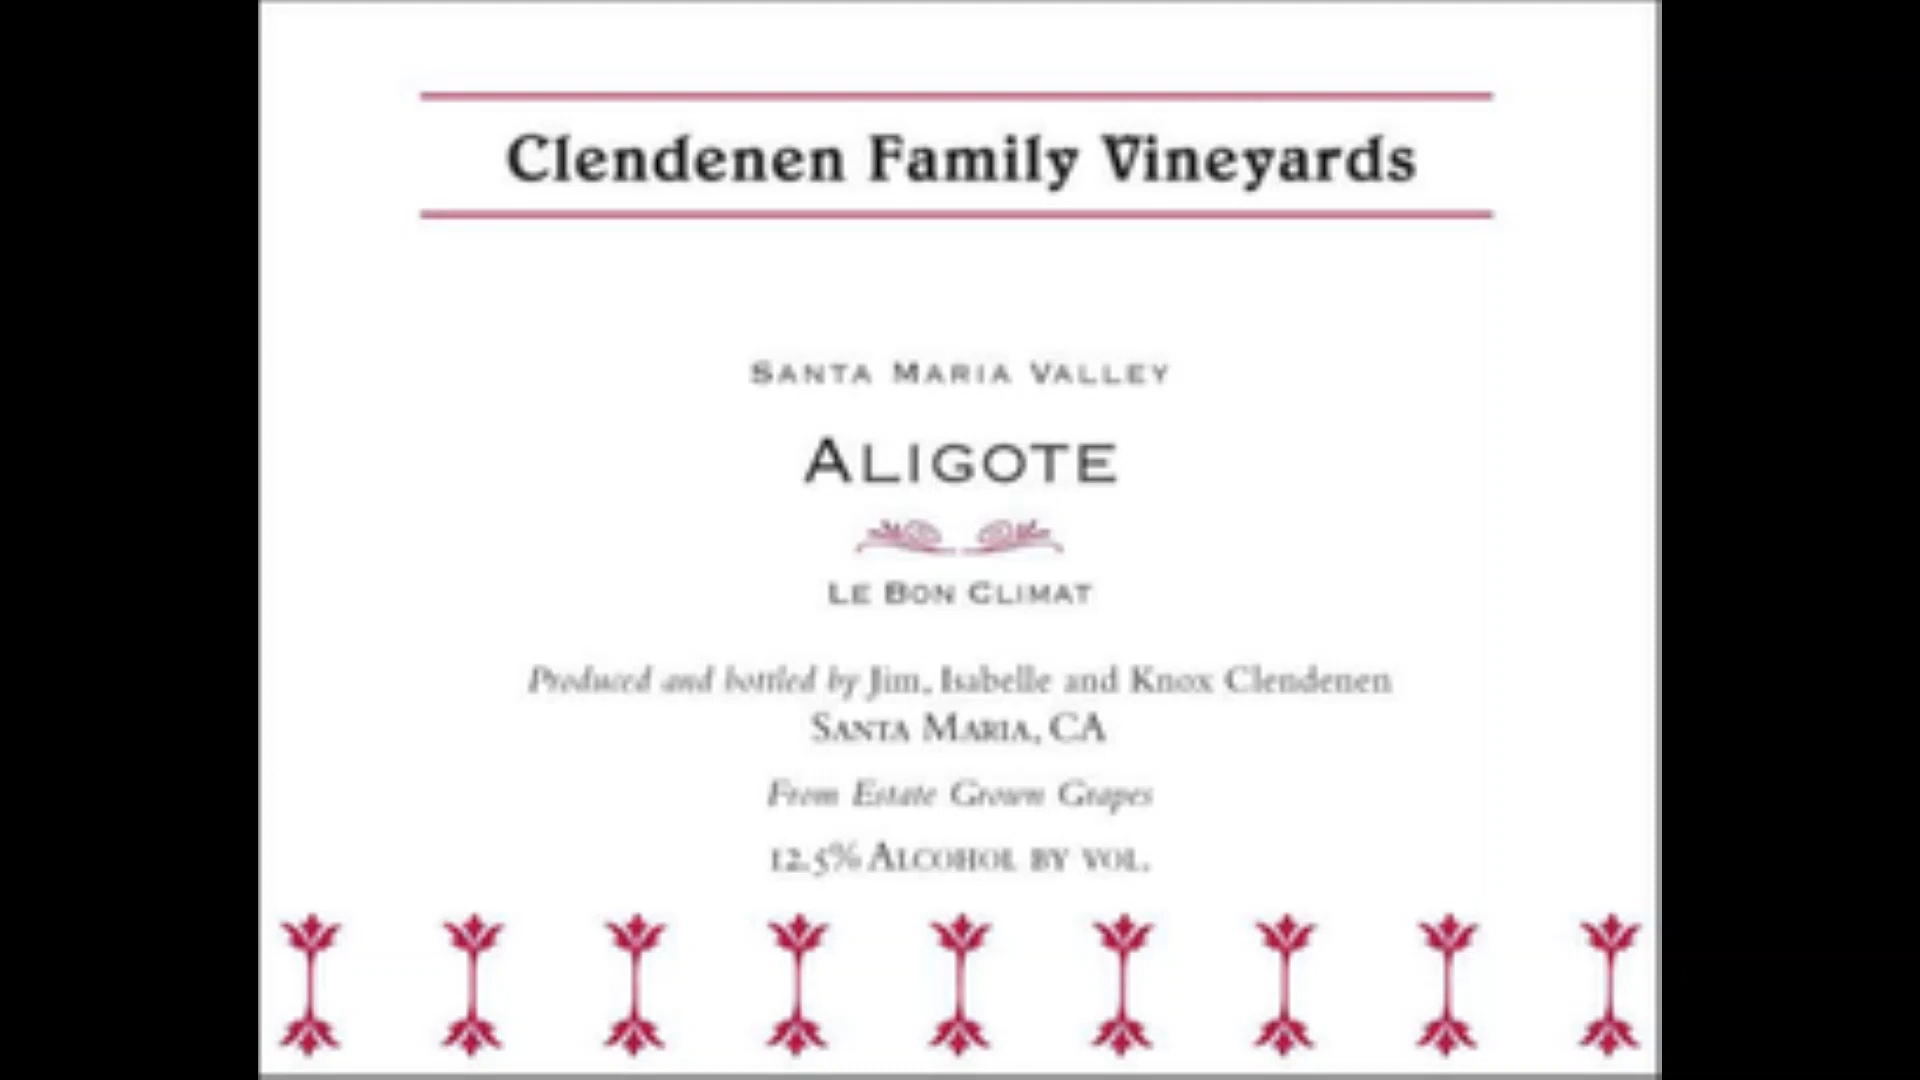 Clendenen Family Vineyards
SANTA MARIA VALLEY
ALIGOTE
LE BON CLIMAT
Produced and bottled by Jim, Isabelle and Knox Clendenen
SANTA MARIA, CA
From Estate Grown Grapes
12.5% ALCOHOL BY VOL.